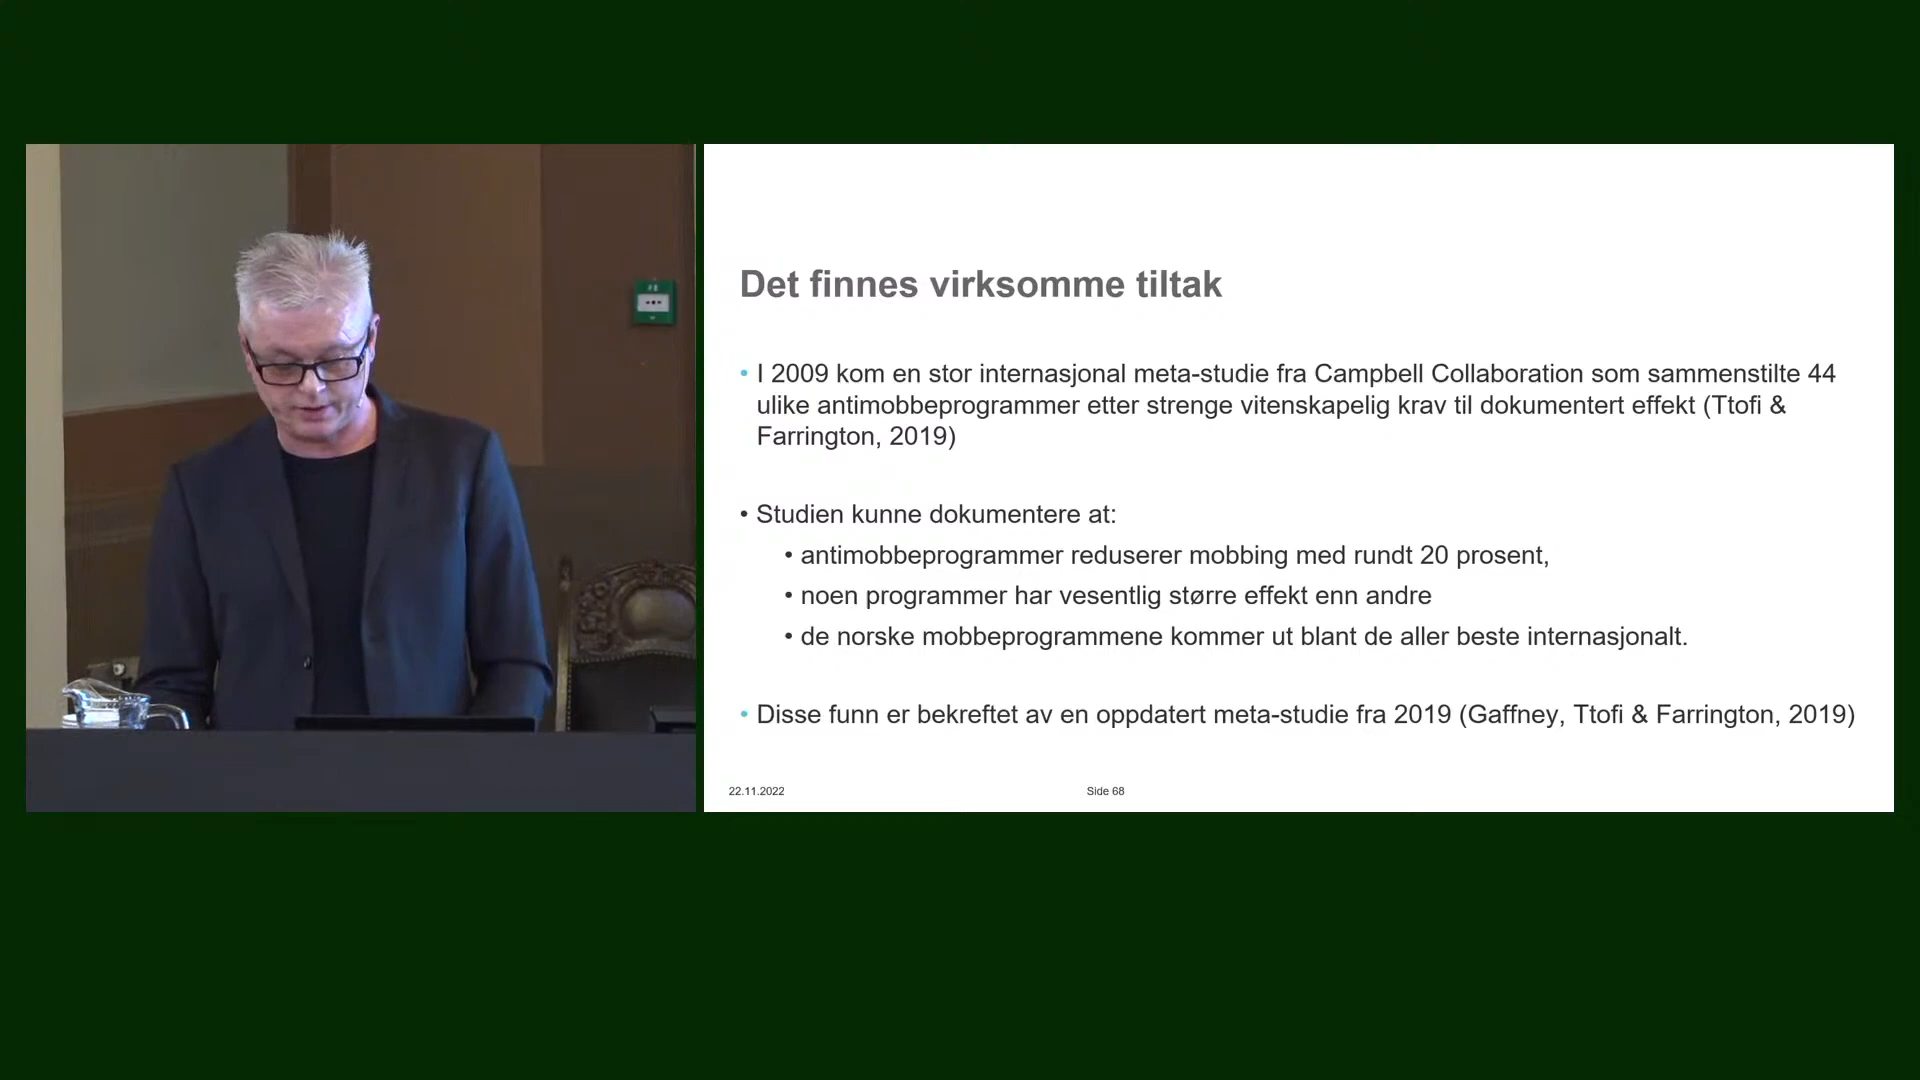 Det finnes virksomme tiltak
• I 2009 kom en stor internasjonal meta-studie fra Campbell Collaboration som sammenstilte 44
ulike antimobbeprogrammer etter strenge vitenskapelig krav til dokumentert effekt (Ttofi &
Farrington, 2019)
• Studien kunne dokumentere at:
• antimobbeprogrammer reduserer mobbing med rundt 20 prosent,
• noen programmer har vesentlig større effekt enn andre
• de norske mobbeprogrammene kommer ut blant de aller beste internasjonalt.
• Disse funn er bekreftet av en oppdatert meta-studie fra 2019 (Gaffney, Ttofi & Farrington, 2019)
22.11.2022
Side 68